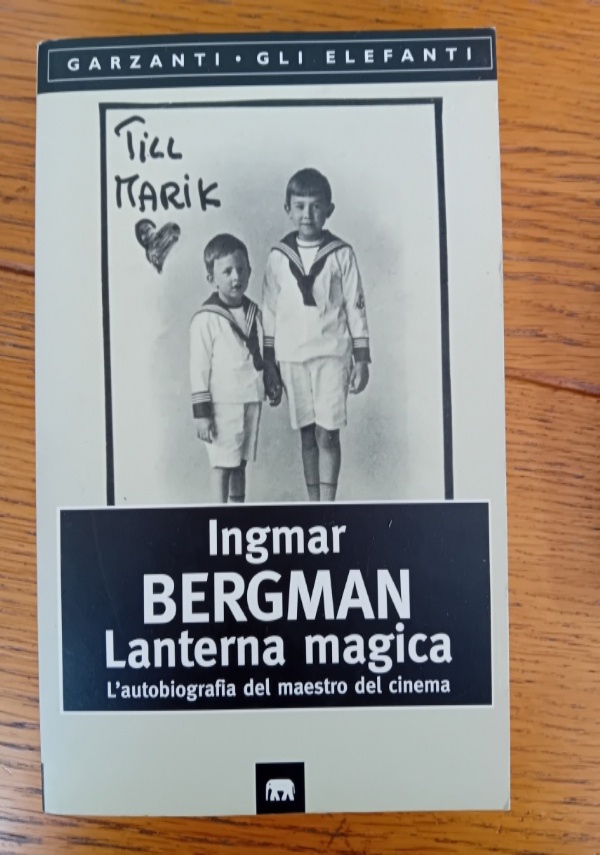 GARZANTI • GLI ELEFANTI
TiLL
MARiK
Ingmar
BERGMAN
Lanterna magica
L'autobiografia del maestro del cinema